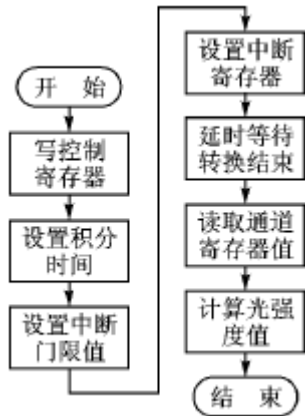 开 始
写控制
寄存器
设置积分
时间
设置中断
门限值
设置中断
寄存器
延时等待
转换结束
读取通道
寄存器值
计算光强
度值
结 束